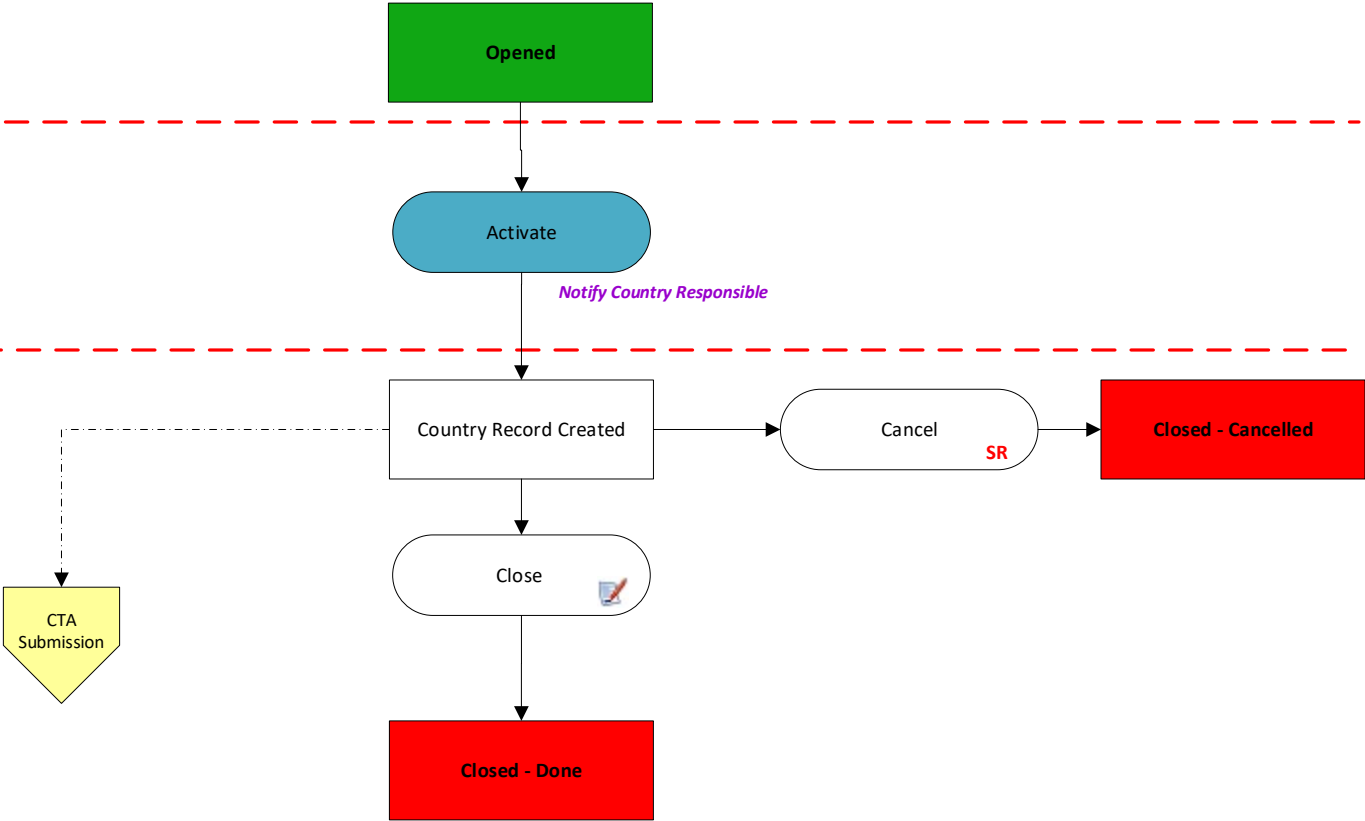 Opened
Activate
Notify Country Responsible
Country Record Created
Cancel
SR
Closed - Cancelled
Close
CTA
Submission
Closed - Done